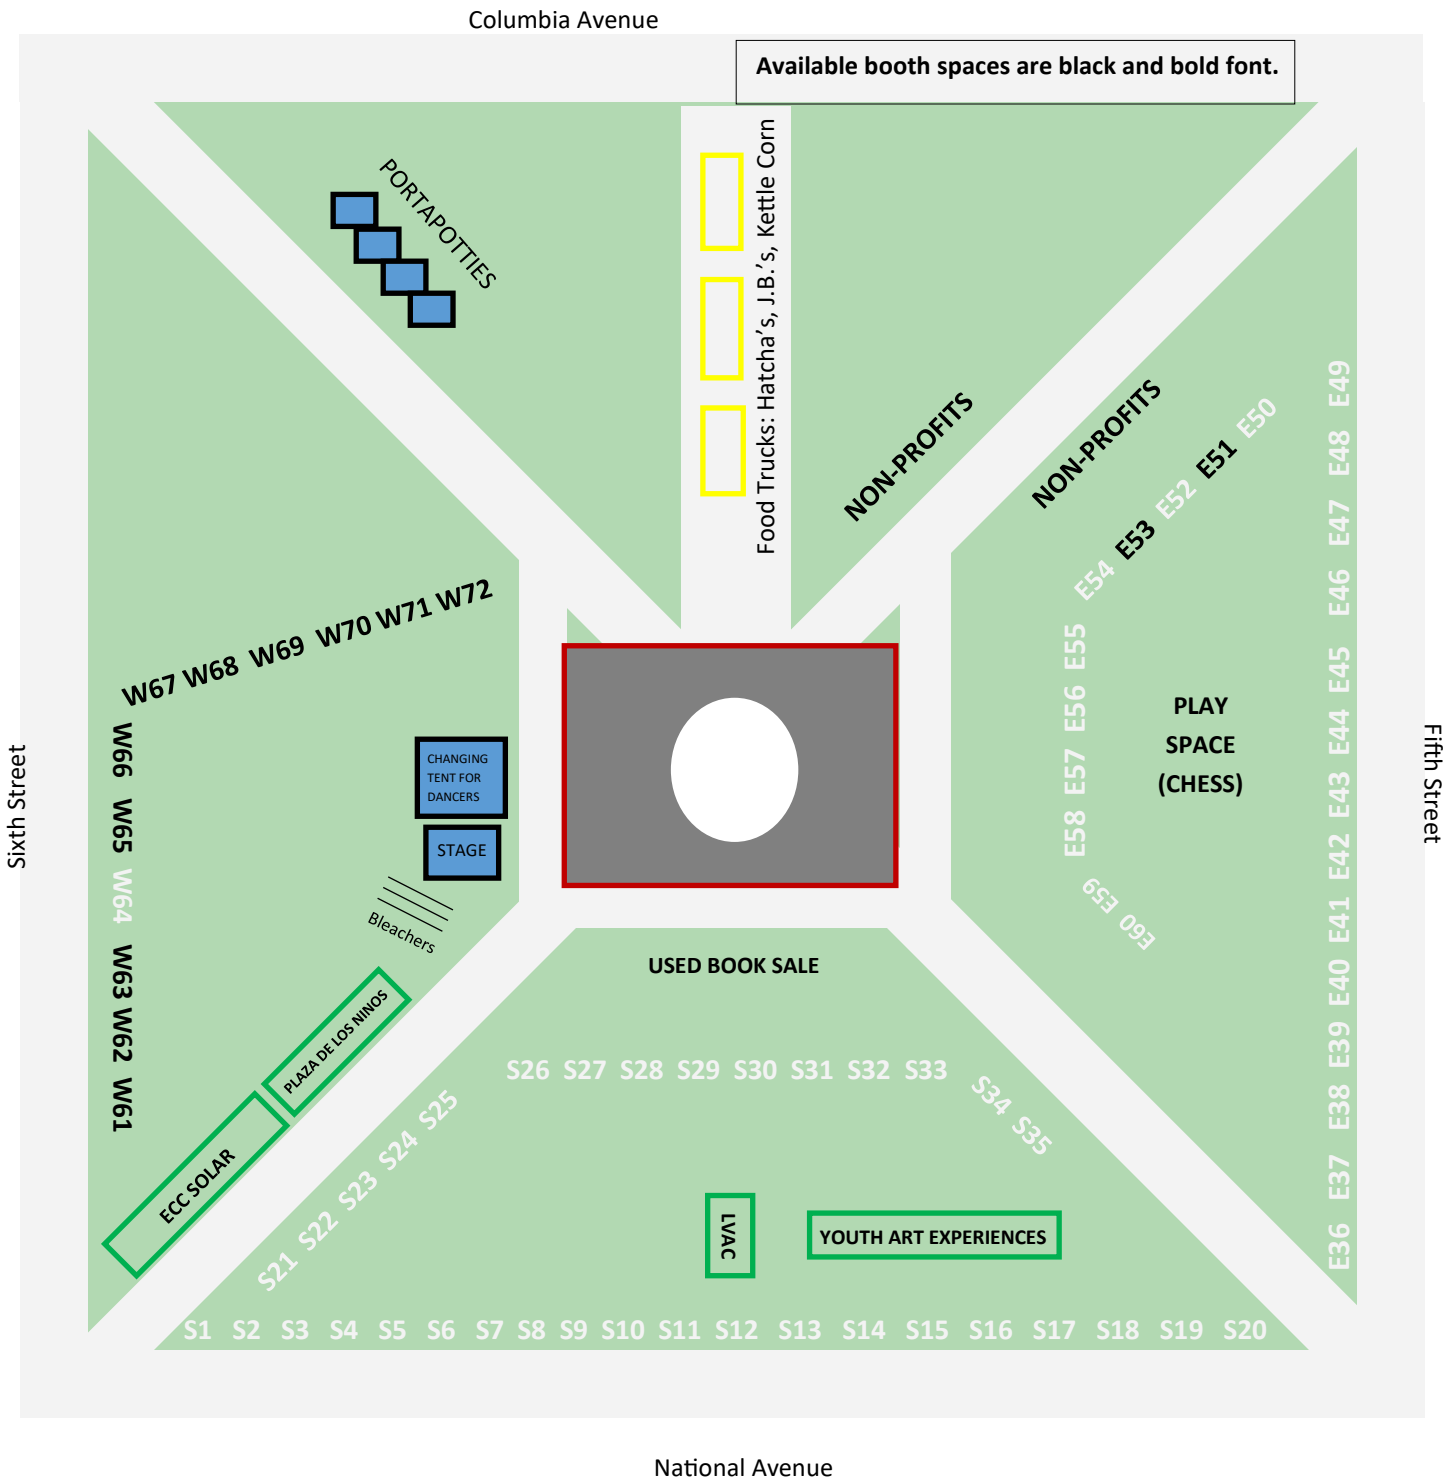 Columbia Avenue
Available booth spaces are black and bold font.
PORTAPOTTIES
Food Trucks: Hatcha’s, J.B.’s, Kettle Corn
NON-PROFITS
NON-PROFITS
E49
E48
E47
E46
E45
E44
E43
E42
E41
E40
E39
E38
E37
E36
E50
E51
E52
E53
E54
E55
E56
E57
E58
E59
E60
PLAY
SPACE
(CHESS)
Fifth Street
Sixth Street
W67 W68 W69 W70 W71 W72
W66
W65
W64
W63
W62
W61
CHANGING
TENT FOR
DANCERS
STAGE
Bleachers
PLAZA DE LOS NINOS
ECC SOLAR
USED BOOK SALE
S26 S27 S28 S29 S30 S31 S32 S33
S34 S35
S21 S22 S23 S24 S25
LVAC
YOUTH ART EXPERIENCES
S1 S2 S3 S4 S5 S6 S7 S8 S9 S10 S11 S12 S13 S14 S15 S16 S17 S18 S19 S20
National Avenue